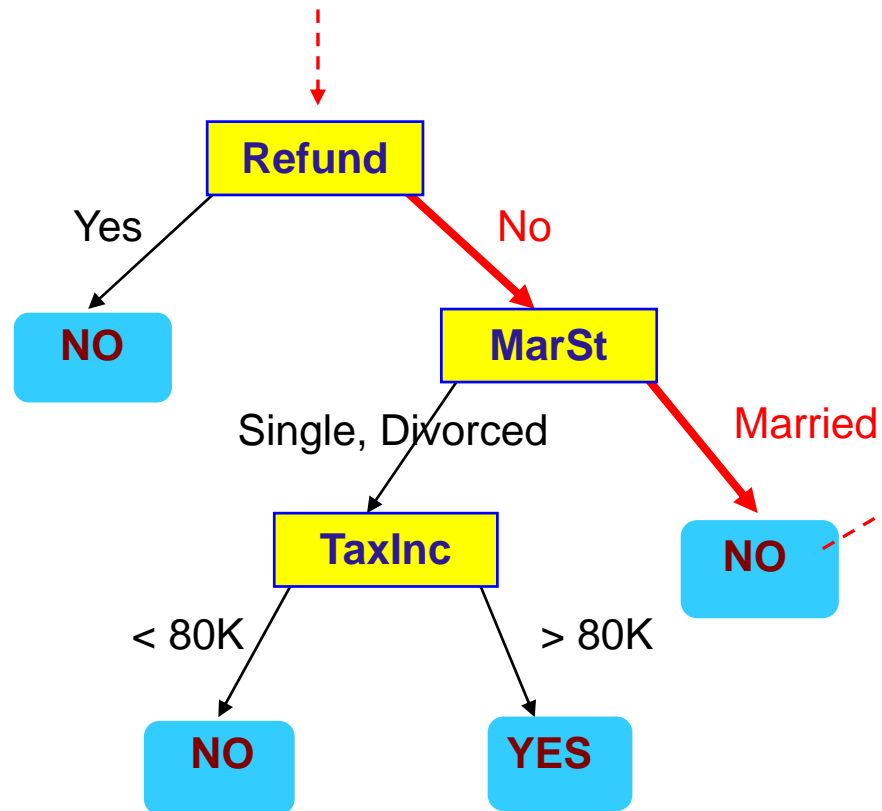 Refund
Yes
No
NO
MarSt
Single, Divorced
Married
TaxInc
NO
< 80K
> 80K
NO
YES